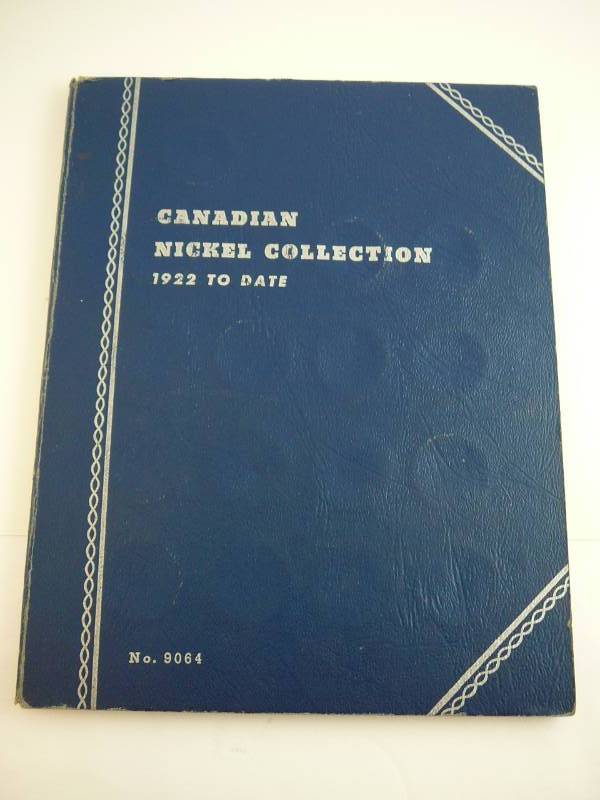 CANADIAN
NICKEL COLLECTION
1922 TO DATE
No. 9064